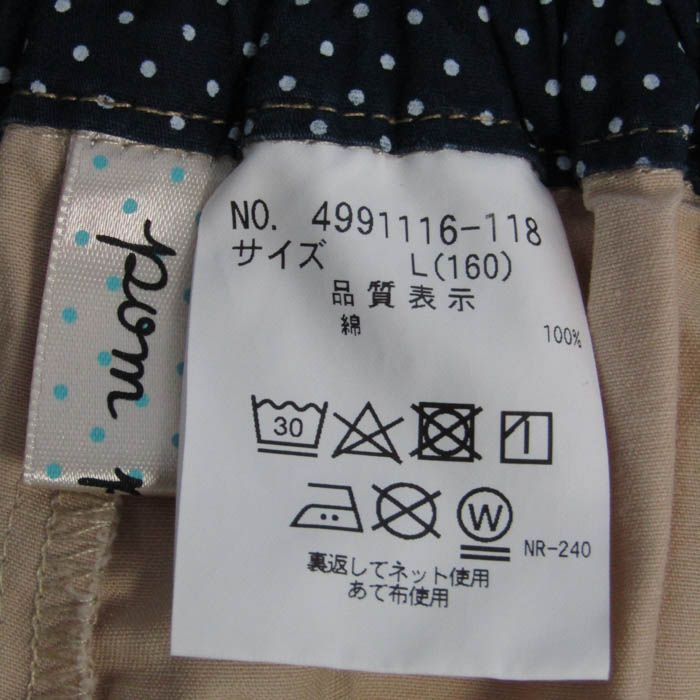 pom
NO. 4991116-118
サイズ L(160)
品質表示
綿 100%
30
W
NR-240
裏返してネット使用
あて布使用